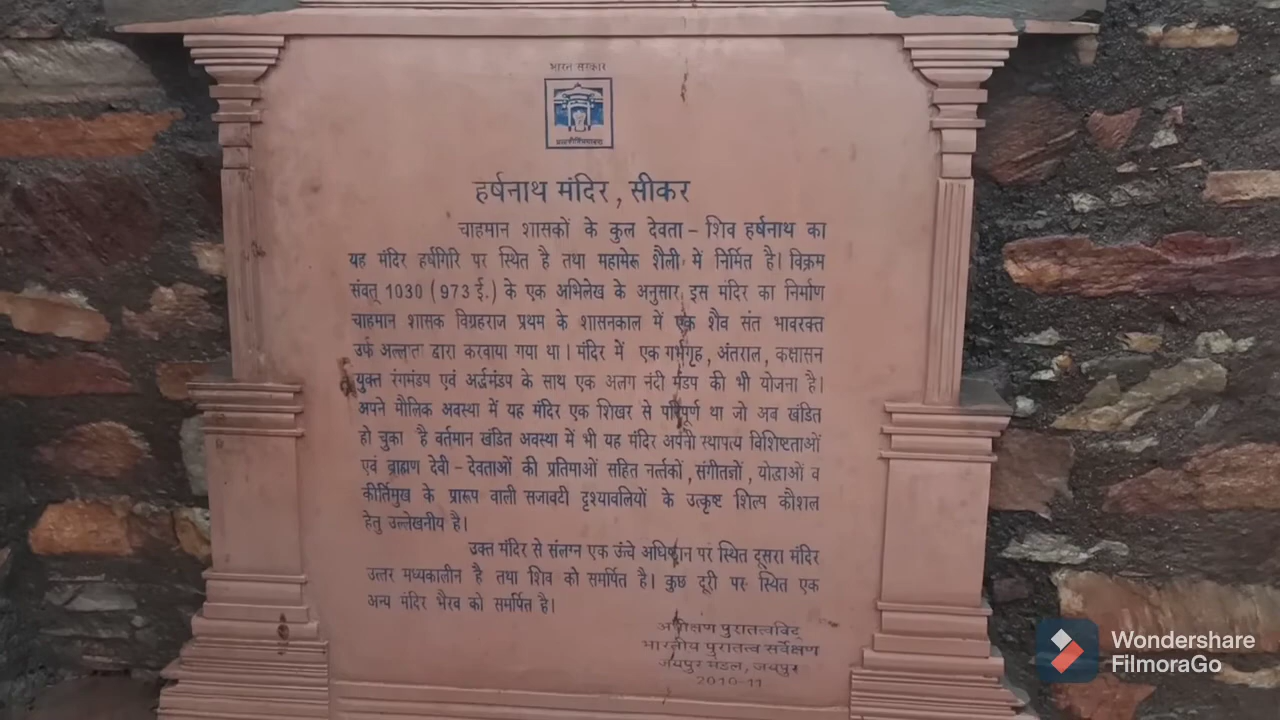 भारत सरकार
हर्षनाथ मंदिर, सीकर
चाहमान शासकों के कुल देवता - शिव हर्षनाथ का
यह मंदिर हर्षगिरि पर स्थित है तथा महामेरू शैली में निर्मित है। विक्रम
संवत् 1030 (973 ई.) के एक अभिलेख के अनुसार इस मंदिर का निर्माण
चाहमान शासक विग्रहराज प्रथम के शासनकाल में एक शैव संत भावरक्त
उर्फ अल्लाता द्वारा करवाया गया था। मंदिर में एक गर्भगृह, अंतराल, कक्षासन
युक्त रंगमंडप एवं अर्द्धमंडप के साथ एक अलग नंदी मंडप की भी योजना है।
अपने मौलिक अवस्था में यह मंदिर एक शिखर से परिपूर्ण था जो अब खंडित
हो चुका है वर्तमान खंडित अवस्था में भी यह मंदिर अपनी स्थापत्य विशिष्टताओं
एवं ब्राह्मण देवी - देवताओं की प्रतिमाओं सहित नर्त्तकों, संगीतज्ञों, योद्धाओं व
कीर्तिमुख के प्रारूप वाली सजावटी दृश्यावलियों के उत्कृष्ट शिल्प कौशल
हेतु उल्लेखनीय है।
उक्त मंदिर से संलग्न एक ऊंचे अधिष्ठान पर स्थित दूसरा मंदिर
उत्तर मध्यकालीन है तथा शिव को समर्पित है। कुछ दूरी पर स्थित एक
अन्य मंदिर भैरव को समर्पित है।
अधीक्षण पुरातत्वविद्
भारतीय पुरातत्व सर्वेक्षण
जयपुर मंडल, जयपुर
2010-11
Wondershare
FilmoraGo